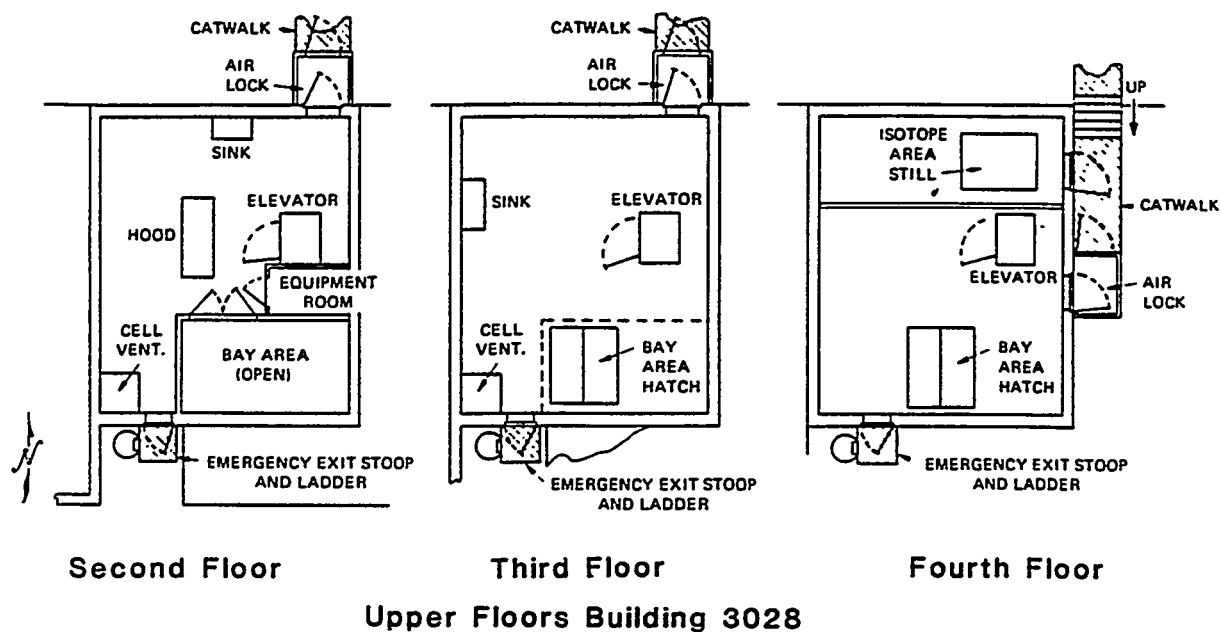 CATWALK
AIR
LOCK
SINK
ELEVATOR
HOOD
EQUIPMENT
ROOM
CELL
VENT.
BAY AREA
(OPEN)
EMERGENCY EXIT STOOP
AND LADDER
N
Second Floor
CATWALK
AIR
LOCK
SINK
ELEVATOR
CELL
VENT.
BAY
AREA
HATCH
EMERGENCY EXIT STOOP
AND LADDER
Third Floor
UP
ISOTOPE
AREA
STILL
CATWALK
ELEVATOR
AIR
LOCK
BAY
AREA
HATCH
EMERGENCY EXIT STOOP
AND LADDER
Fourth Floor
Upper Floors Building 3028